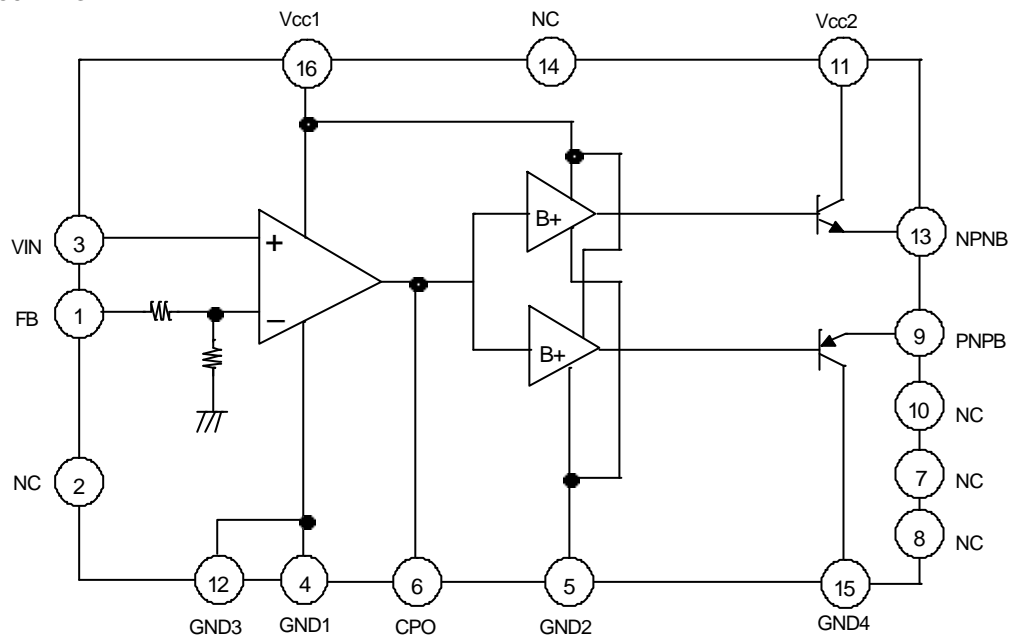 Vcc1
NC
Vcc2
16
14
11
B+
+
VIN
3
13
NPNB
FB
1
−
B+
9
PNPB
10
NC
NC
2
7
NC
8
NC
12
4
6
5
15
GND3
GND1
CPO
GND2
GND4